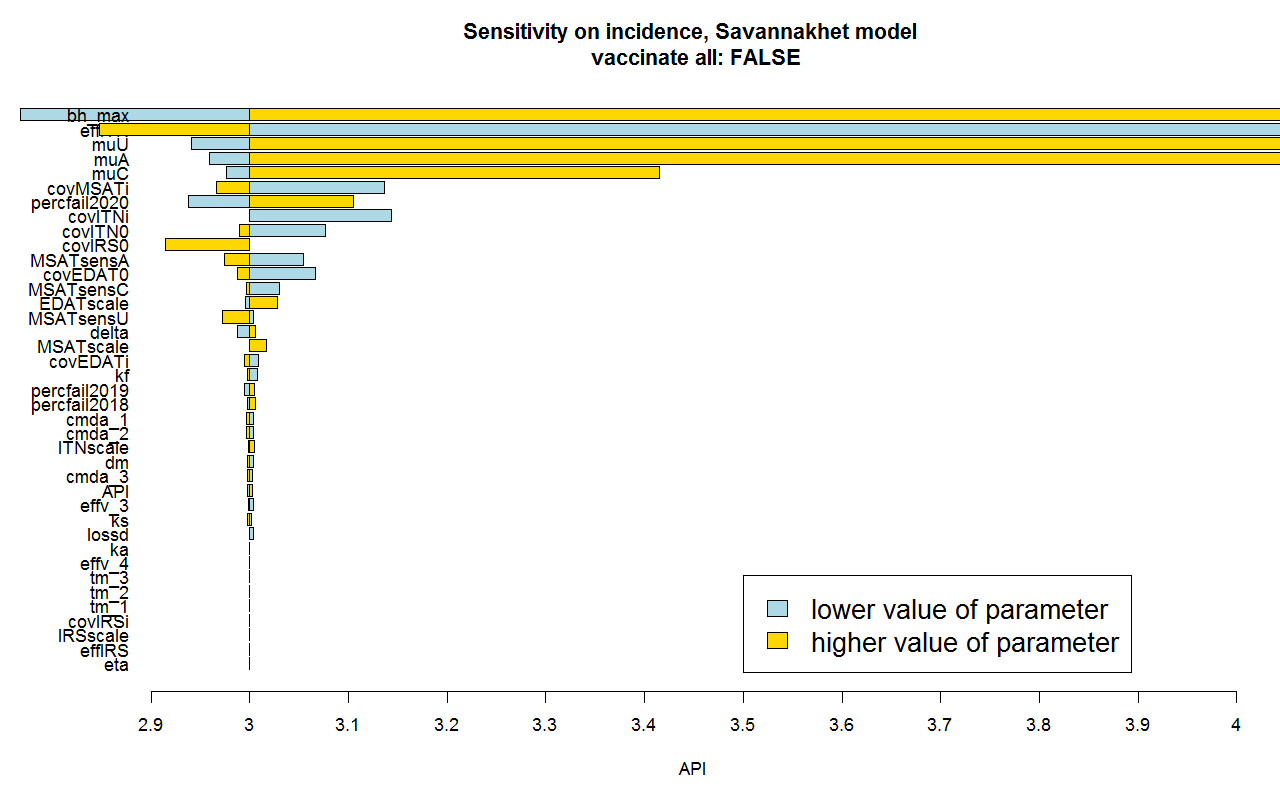 Sensitivity on incidence, Savannakhet model
vaccinate all: FALSE
bh_max
muU
muA
muC
covMSATi
percfail2020
covITNi
covITN0
covIRS0
MSATsensA
covEDAT0
MSATsensC
EDATscale
MSATsensU
delta
MSATscale
covEDATi
kf
percfail2019
percfail2018
cmda_1
cmda_2
ITNscale
dm
cmda_3
API
effv_3
ks
lossd
ka
effv_4
tm_3
tm_2
tm_1
covIRSi
IRSscale
effIRS
eta
lower value of parameter
higher value of parameter
2.9 3 3.1 3.2 3.3 3.4 3.5 3.6 3.7 3.8 3.9 4
API